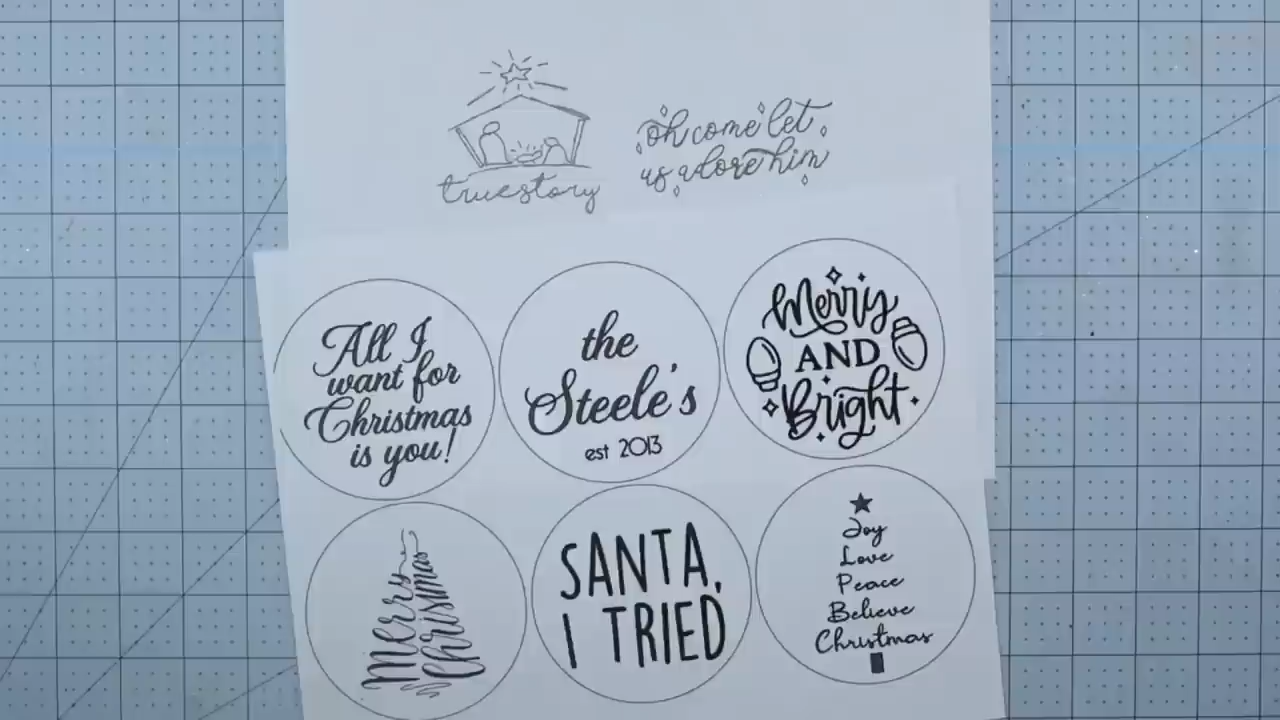 true story
oh come let
us adore him
All I
want for
Christmas
is you!
the
Steele's
est 2013
Merry
AND
Bright
Merry
Christmas
SANTA,
I TRIED
Joy
Love
Peace
Believe
Christmas